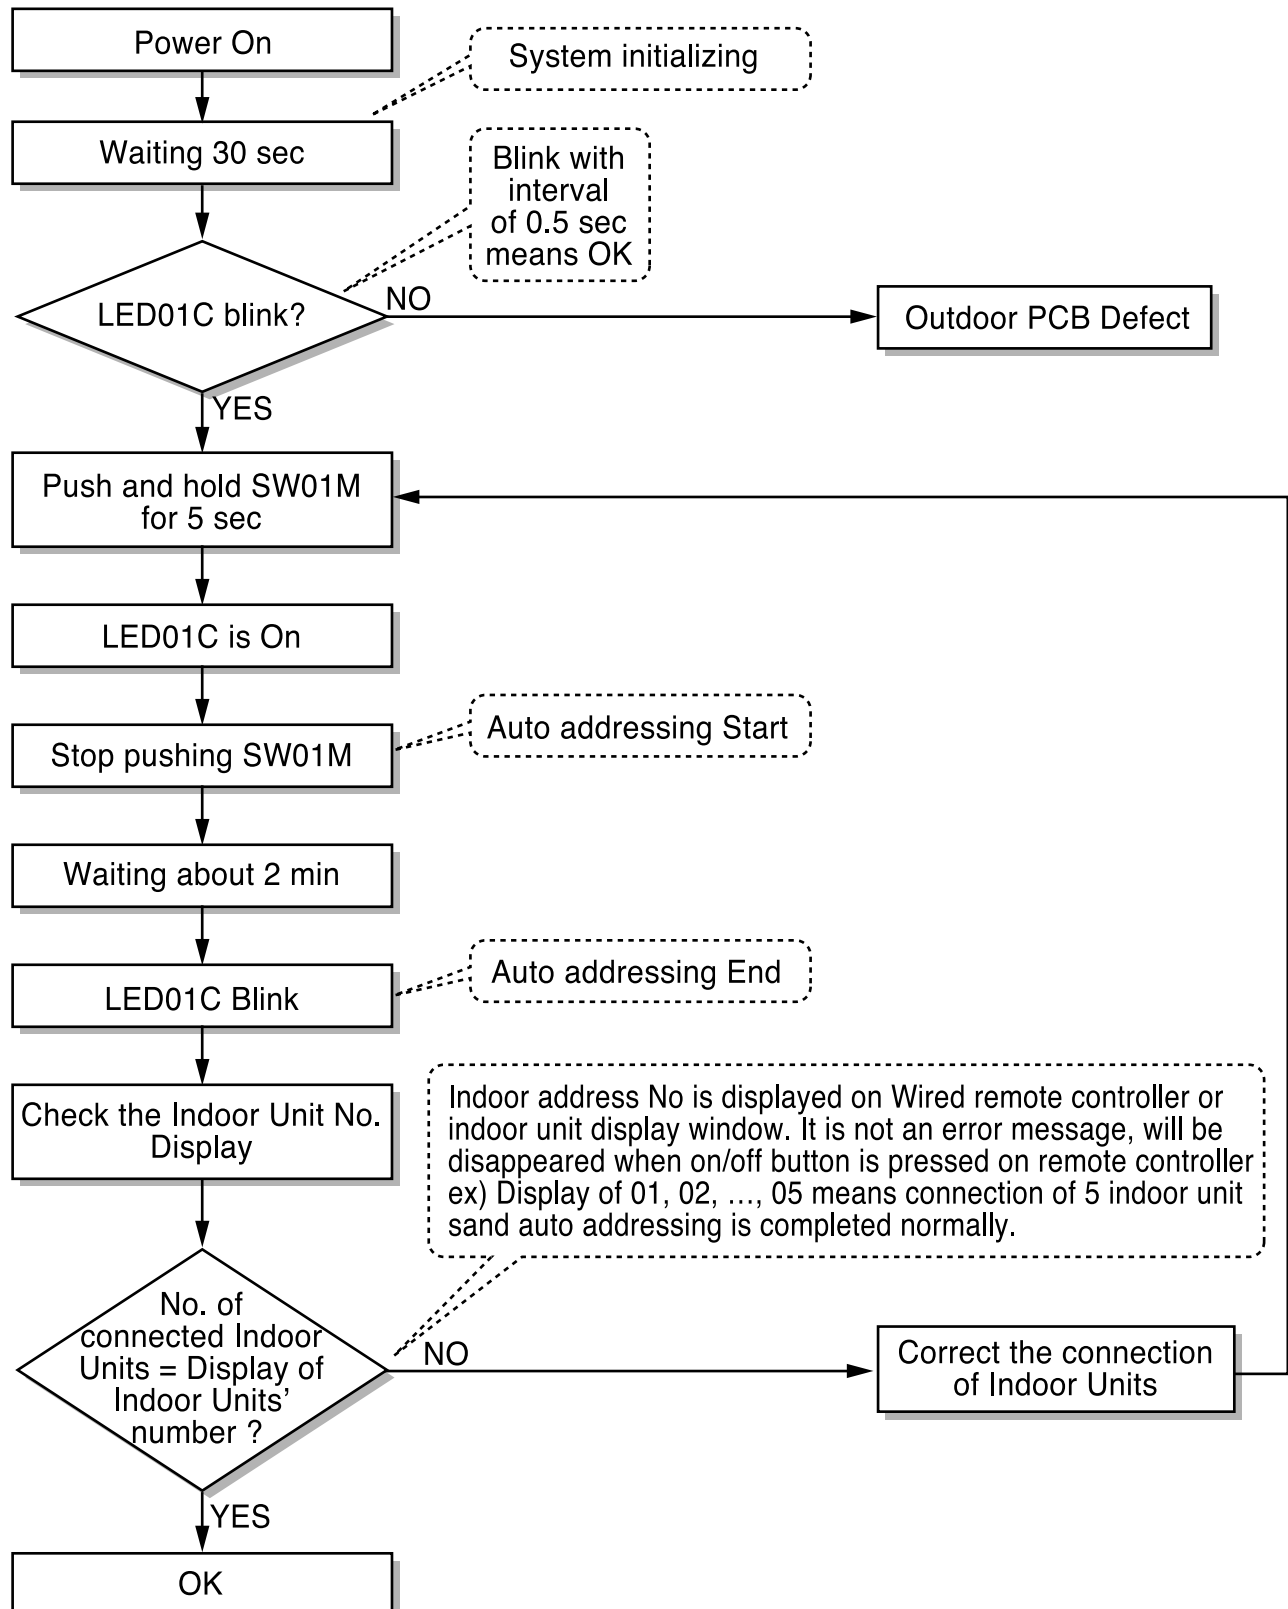 Power On
System initializing
Waiting 30 sec
Blink with
interval
of 0.5 sec
means OK
LED01C blink?
NO
Outdoor PCB Defect
YES
Push and hold SW01M
for 5 sec
LED01C is On
Stop pushing SW01M
Auto addressing Start
Waiting about 2 min
LED01C Blink
Auto addressing End
Check the Indoor Unit No.
Display
Indoor address No is displayed on Wired remote controller or
indoor unit display window. It is not an error message, will be
disappeared when on/off button is pressed on remote controller
ex) Display of 01, 02, …, 05 means connection of 5 indoor unit
sand auto addressing is completed normally.
No. of
connected Indoor
Units = Display of
Indoor Units’
number ?
NO
Correct the connection
of Indoor Units
YES
OK